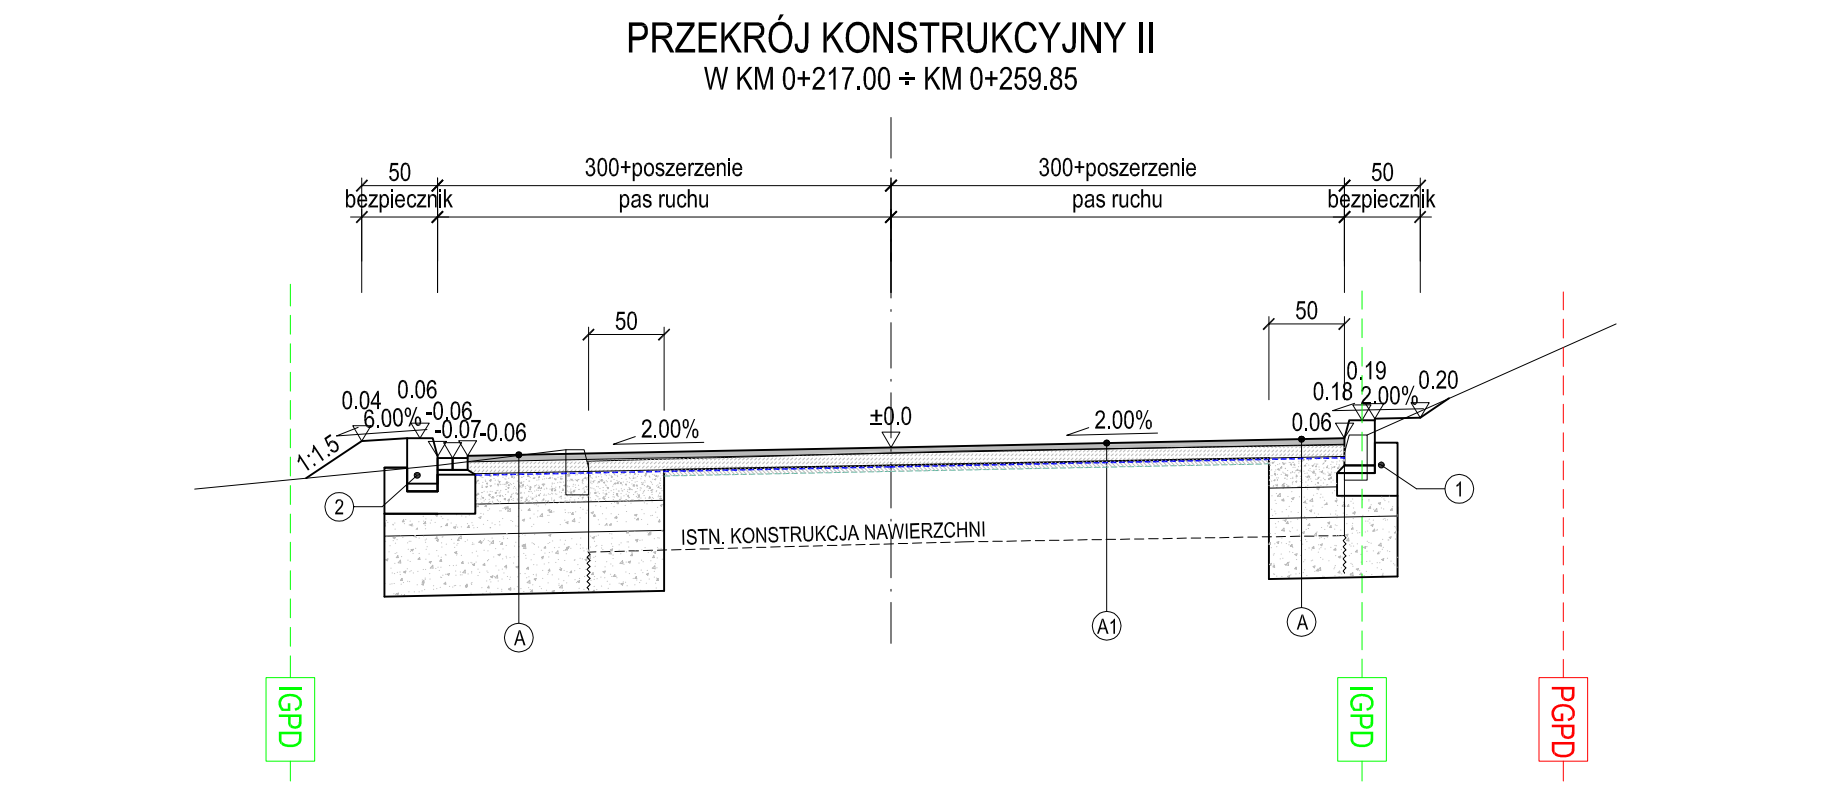 PRZEKRÓJ KONSTRUKCYJNY II
W KM 0+217.00 ÷ KM 0+259.85
50
300+poszerzenie
300+poszerzenie
50
bezpiecznik
pas ruchu
pas ruchu
bezpiecznik
50
50
0.04
0.06
6.00%
-0.06
-0.07
-0.06
1:1.5
2.00%
±0.0
2.00%
0.06
0.18
0.19
2.00%
0.20
2
1
ISTN. KONSTRUKCJA NAWIERZCHNI
A
A1
A
IGPD
IGPD
PGPD